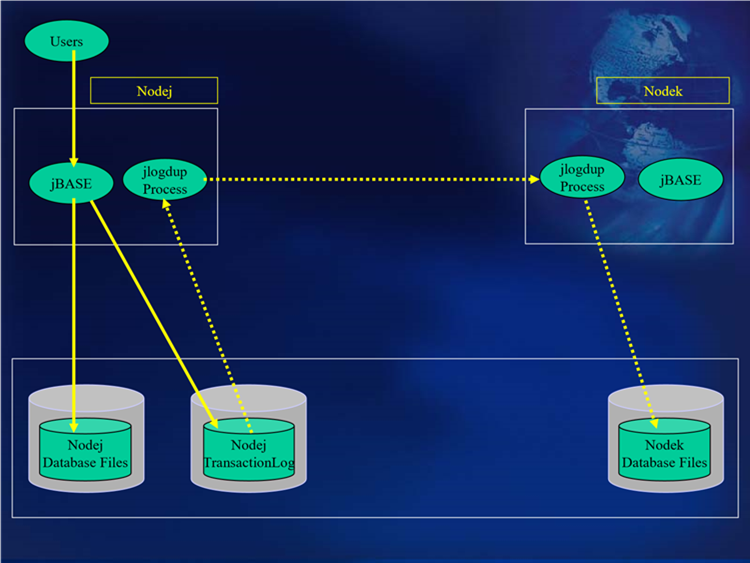 Users
Nodej
Nodek
jBASE
jlogdup
Process
jlogdup
Process
jBASE
Nodej
Database Files
Nodej
TransactionLog
Nodek
Database Files